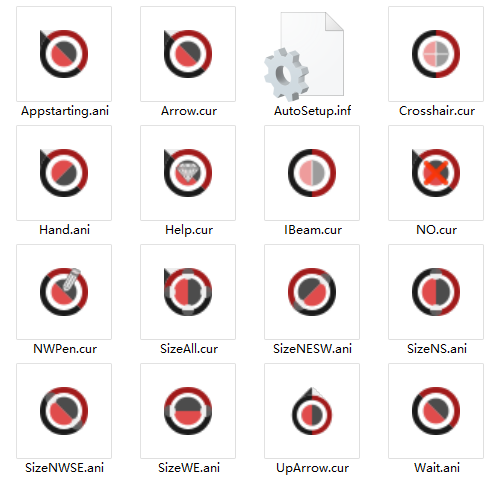 Appstarting.ani
Arrow.cur
AutoSetup.inf
Crosshair.cur
Hand.ani
Help.cur
IBeam.cur
NO.cur
NWPen.cur
SizeAll.cur
SizeNESW.ani
SizeNS.ani
SizeNWSE.ani
SizeWE.ani
UpArrow.cur
Wait.ani